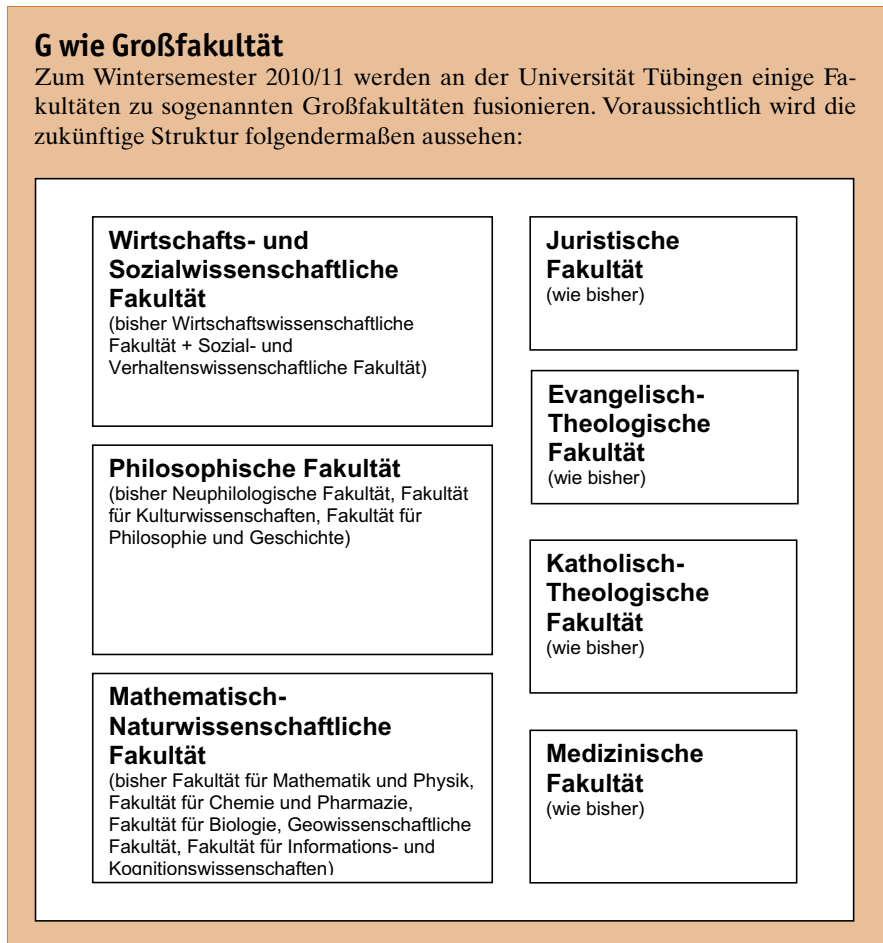 G wie Großfakultät
Zum Wintersemester 2010/11 werden an der Universität Tübingen einige Fa-
kultäten zu sogenannten Großfakultäten fusionieren. Voraussichtlich wird die
zukünftige Struktur folgendermaßen aussehen:
Wirtschafts- und
Sozialwissenschaftliche
Fakultät
(bisher Wirtschaftswissenschaftliche
Fakultät + Sozial- und
Verhaltenswissenschaftliche Fakultät)
Philosophische Fakultät
(bisher Neuphilologische Fakultät, Fakultät
für Kulturwissenschaften, Fakultät für
Philosophie und Geschichte)
Mathematisch-
Naturwissenschaftliche
Fakultät
(bisher Fakultät für Mathematik und Physik,
Fakultät für Chemie und Pharmazie,
Fakultät für Biologie, Geowissenschaftliche
Fakultät, Fakultät für Informations- und
Kognitionswissenschaften)
Juristische
Fakultät
(wie bisher)
Evangelisch-
Theologische
Fakultät
(wie bisher)
Katholisch-
Theologische
Fakultät
(wie bisher)
Medizinische
Fakultät
(wie bisher)